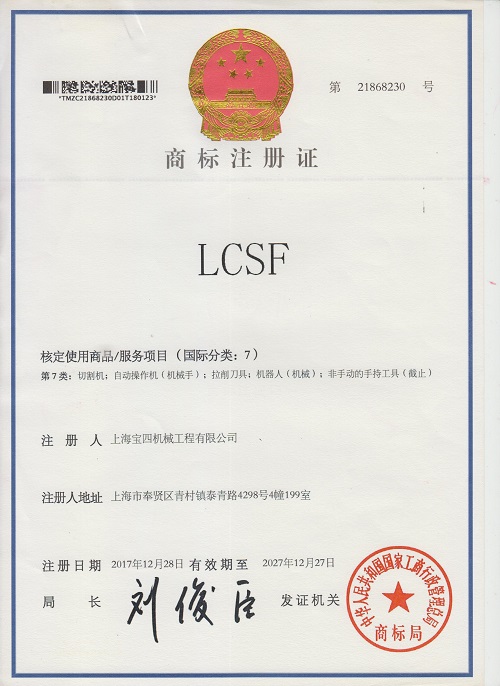 *TMZC21868230D01T180123*
第 21868230 号
商标注册证
LCSF
核定使用商品/服务项目（国际分类：7）
第7类：切割机；自动操作机（机械手）；拉削刀具；机器人（机械）；非手动的手持工具（截止）
注册人 上海宝四机械工程有限公司
注册人地址 上海市奉贤区青村镇泰青路4298号4幢199室
注册日期 2017年12月28日 有效期至 2027年12月27日
局长 刘俊臣 发证机关
中华人民共和国国家工商行政管理总局
商标局